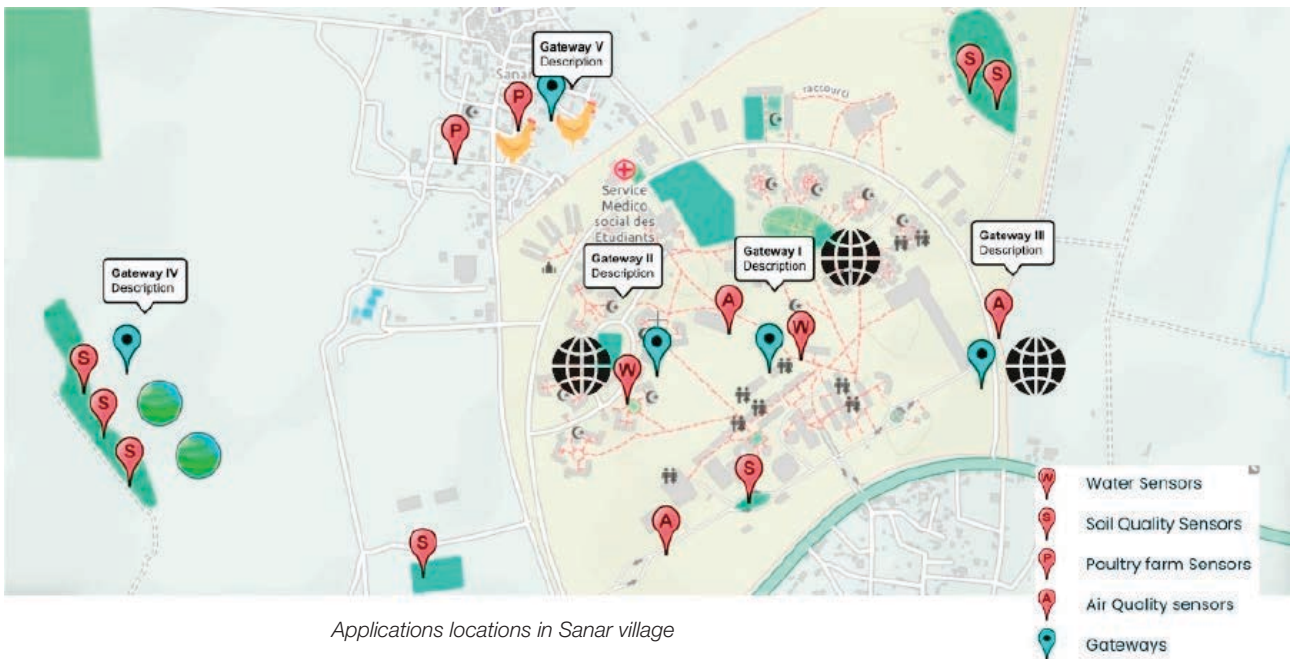 Gateway V
Description
Sanar
P
P
S
S
raccourci
Service
Médico
social des
Etudiants
Gateway II
Description
Gateway I
Description
Gateway III
Description
Gateway IV
Description
A
A
W
W
S
S
S
S
A
S
Water Sensors
W
Soil Quality Sensors
S
Poultry farm Sensors
P
Air Quality sensors
A
Gateways
Applications locations in Sanar village